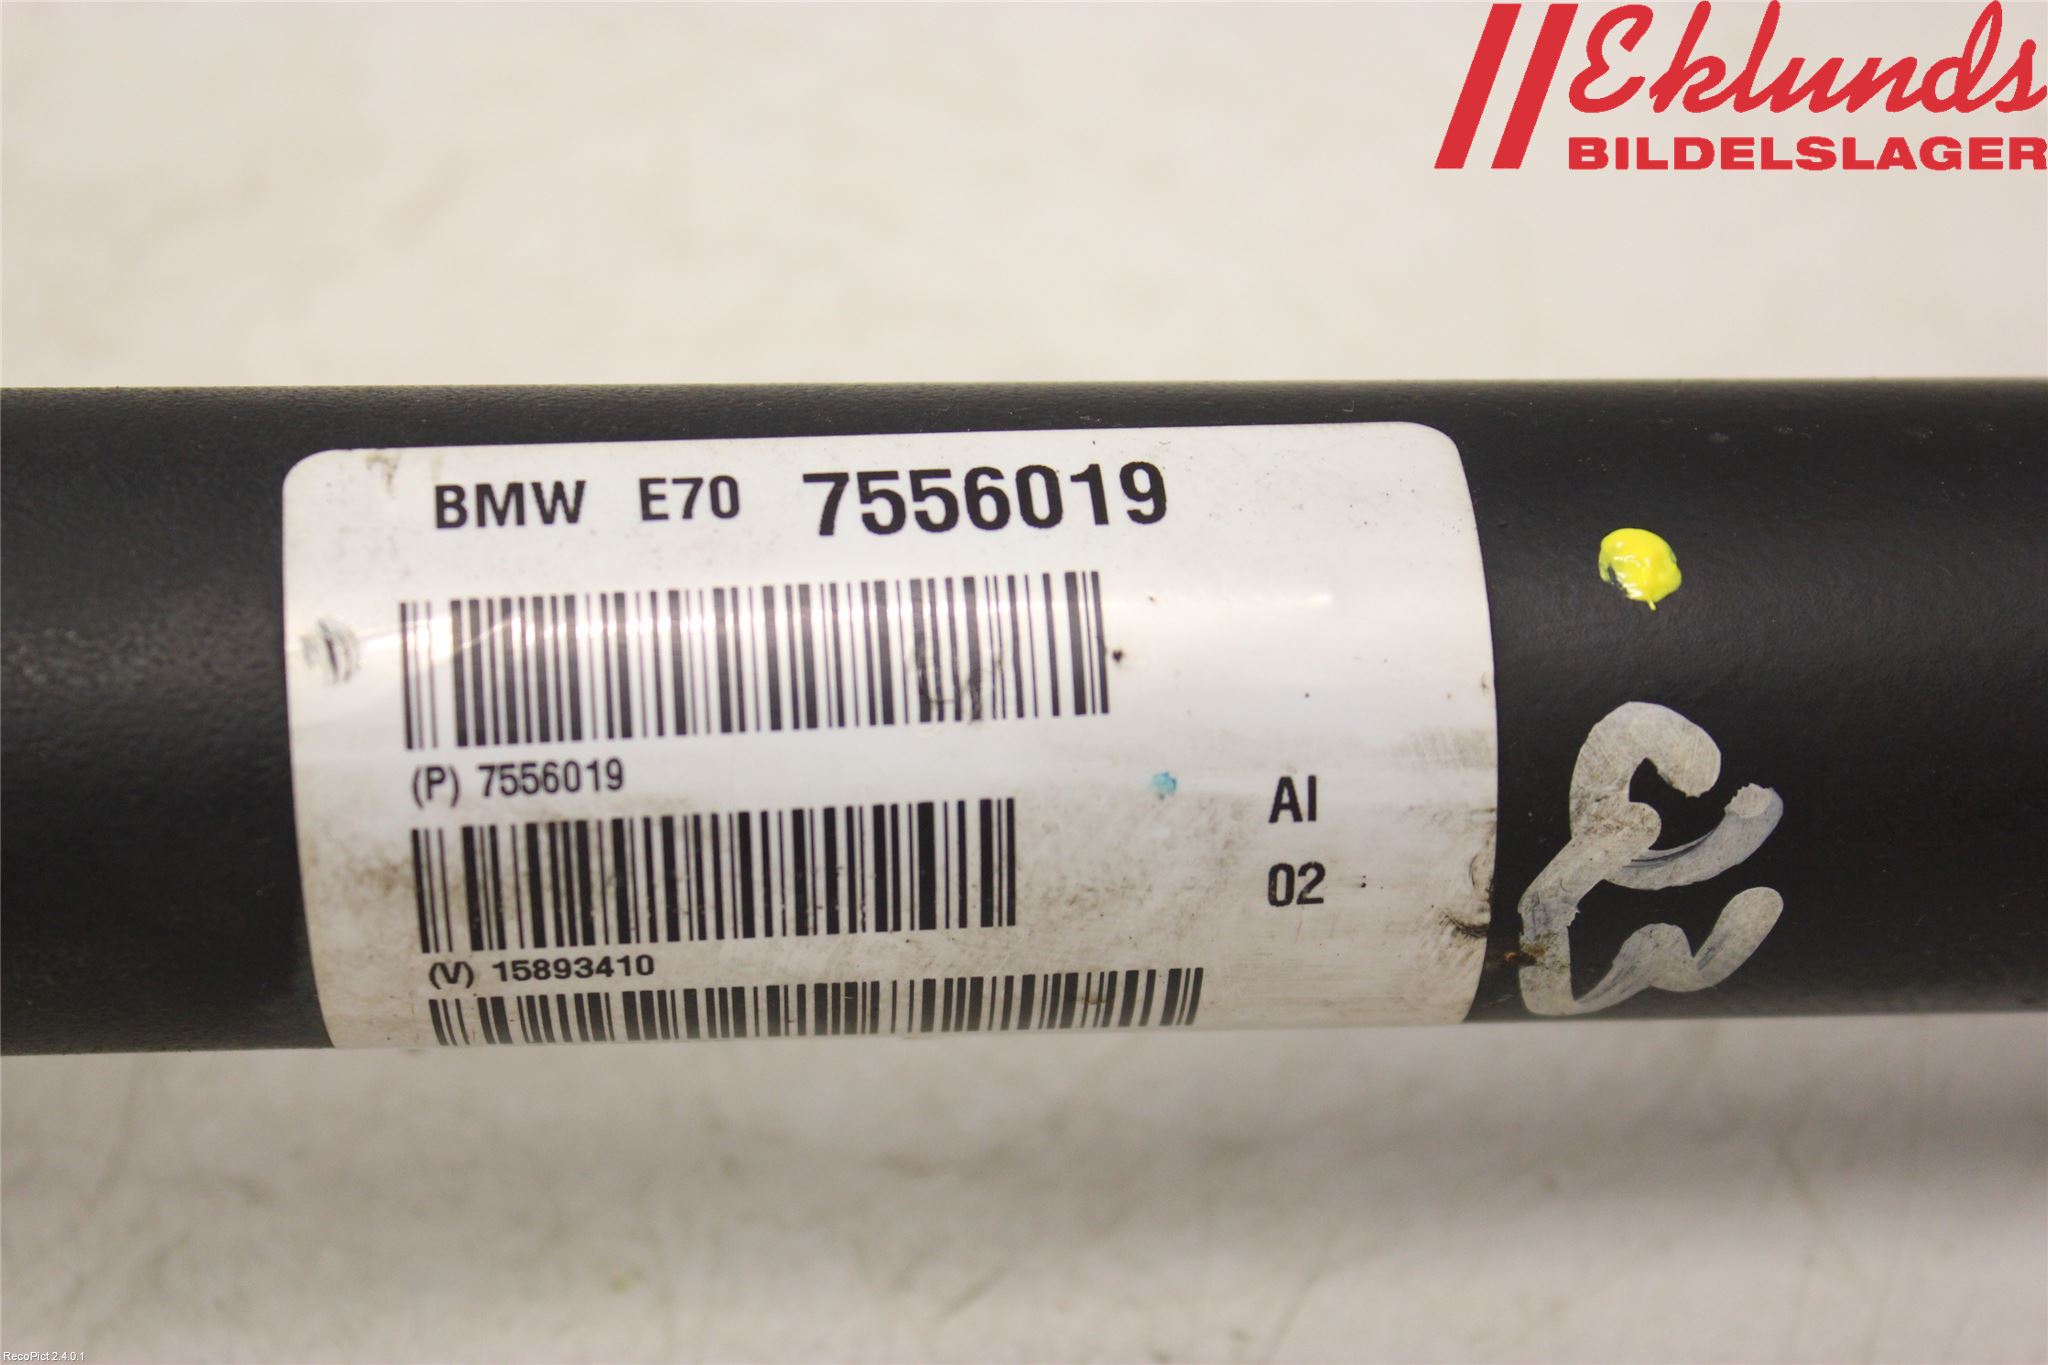 Eklunds
BILDELSLAGER
BMW E70 7556019
(P) 7556019
AI
02
(V) 15893410
RecoPict 2.4.0.1